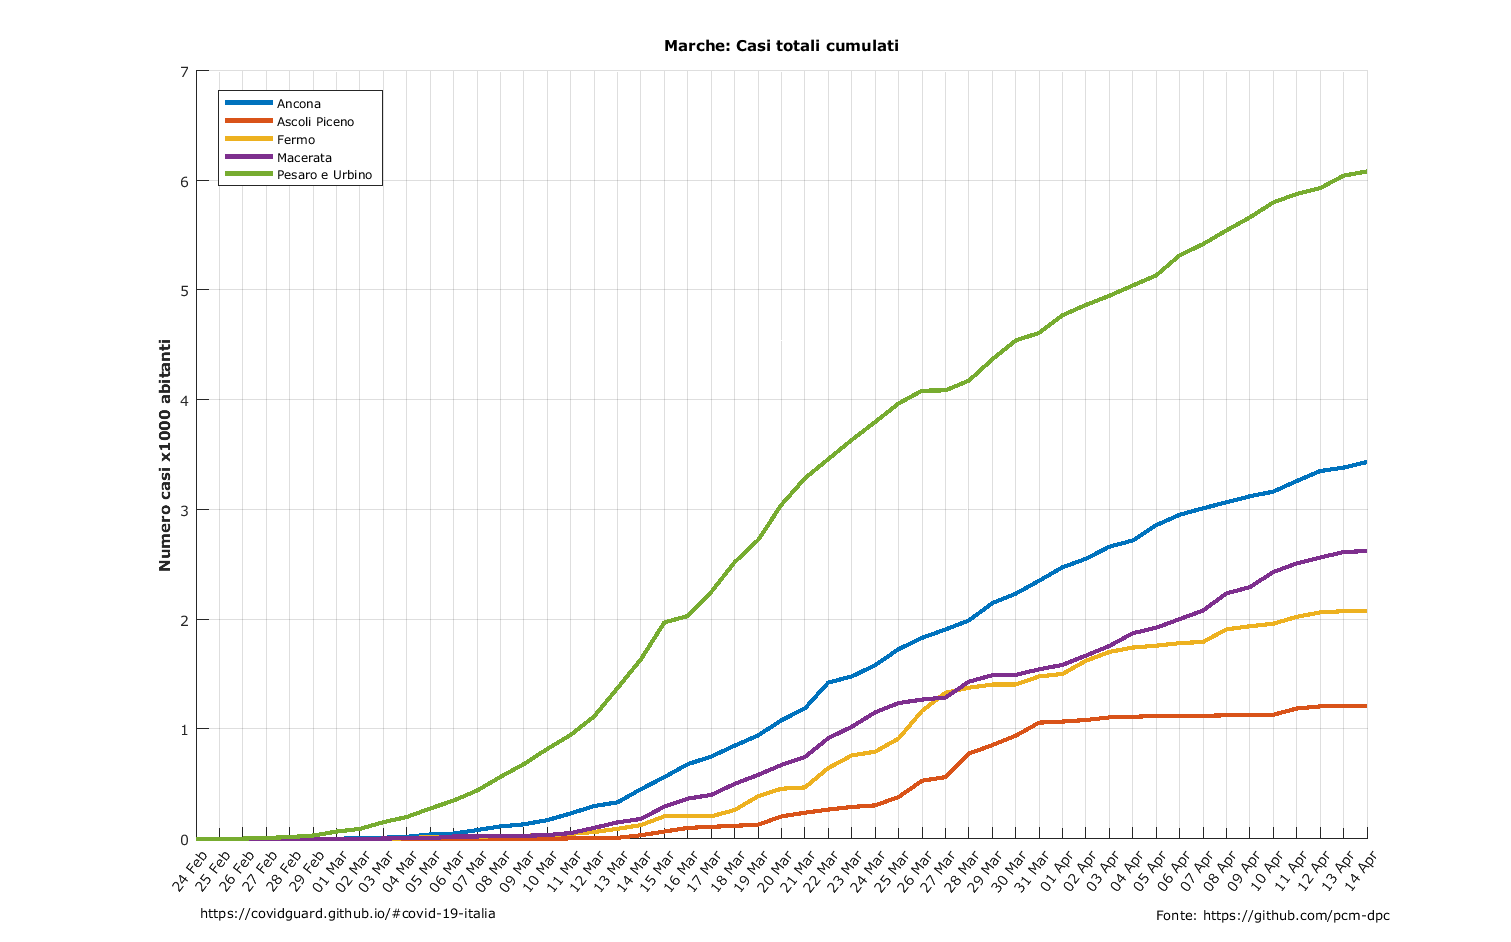 Marche: Casi totali cumulati
Numero casi x1000 abitanti
7
6
5
4
3
2
1
0
Ancona
Ascoli Piceno
Fermo
Macerata
Pesaro e Urbino
24 Feb
25 Feb
26 Feb
27 Feb
28 Feb
29 Feb
01 Mar
02 Mar
03 Mar
04 Mar
05 Mar
06 Mar
07 Mar
08 Mar
09 Mar
10 Mar
11 Mar
12 Mar
13 Mar
14 Mar
15 Mar
16 Mar
17 Mar
18 Mar
19 Mar
20 Mar
21 Mar
22 Mar
23 Mar
24 Mar
25 Mar
26 Mar
27 Mar
28 Mar
29 Mar
30 Mar
31 Mar
01 Apr
02 Apr
03 Apr
04 Apr
05 Apr
06 Apr
07 Apr
08 Apr
09 Apr
10 Apr
11 Apr
12 Apr
13 Apr
14 Apr
https://covidguard.github.io/#covid-19-italia
Fonte: https://github.com/pcm-dpc